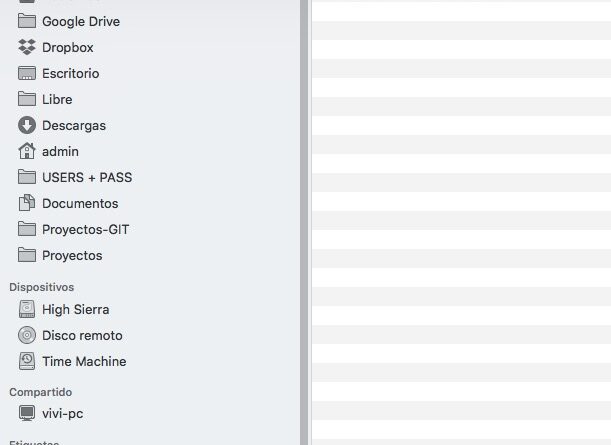 Google Drive
Dropbox
Escritorio
Libre
Descargas
admin
USERS + PASS
Documentos
Proyectos-GIT
Proyectos
Dispositivos
High Sierra
Disco remoto
Time Machine
Compartido
vivi-pc
Etiquetas